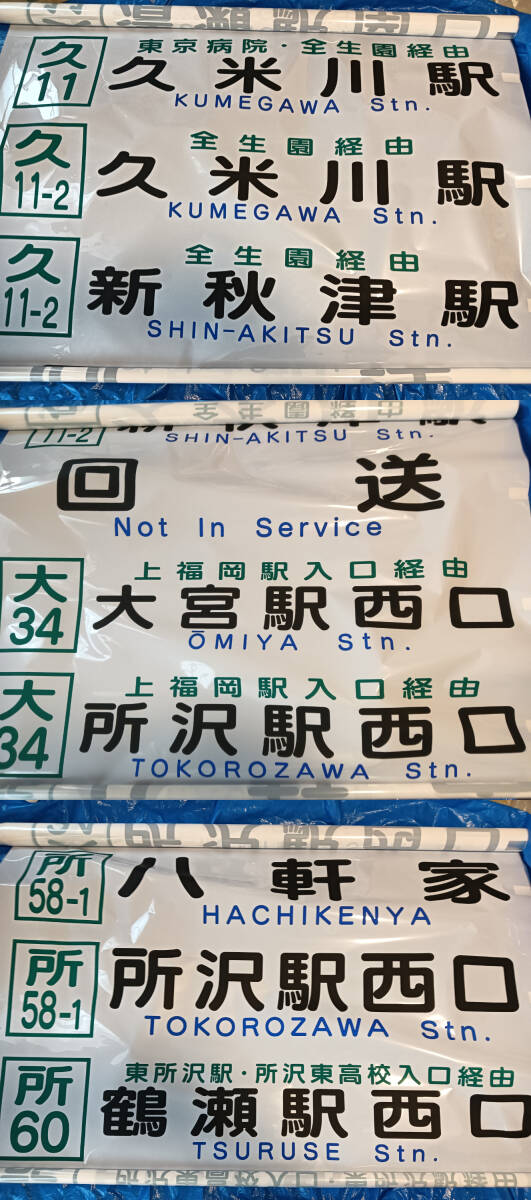 久
11
東京病院・全生園経由
久米川駅
KUMEGAWA Stn.
久
11-2
全生園経由
久米川駅
KUMEGAWA Stn.
久
11-2
全生園経由
新秋津駅
SHIN-AKITSU Stn.
11-2
SHIN-AKITSU Stn.
回送
Not In Service
大
34
上福岡駅入口経由
大宮駅西口
ŌMIYA Stn.
大
34
上福岡駅入口経由
所沢駅西口
TOKOROZAWA Stn.
所
58-1
八軒家
HACHIKENYA
所
58-1
所沢駅西口
TOKOROZAWA Stn.
所
60
東所沢駅・所沢東高校入口経由
鶴瀬駅西口
TSURUSE Stn.